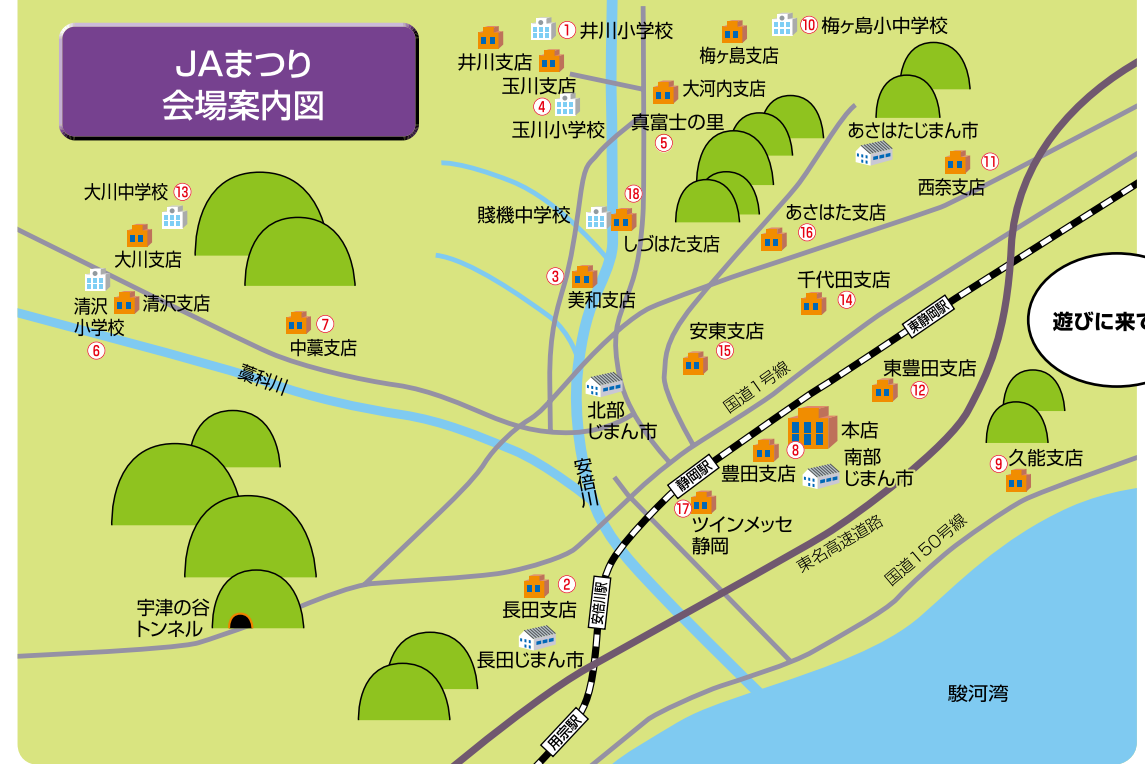 JAまつり
会場案内図
① 井川小学校
井川支店
玉川支店
④
玉川小学校
梅ヶ島支店
⑩ 梅ヶ島小中学校
大河内支店
真富士の里
⑤
あさはたじまん市
西奈支店
⑪
大川中学校 ⑬
大川支店
清沢
小学校
⑥
清沢支店
⑦
中藁支店
藁科川
賤機中学校
⑱
しづはた支店
③
美和支店
あさはた支店
⑯
千代田支店
⑭
安東支店
⑮
東静岡駅
国道1号線
東豊田支店
⑫
遊びに来て
北部
じまん市
安倍川
静岡駅
本店
⑧
豊田支店
南部
じまん市
⑨ 久能支店
⑰
ツインメッセ
静岡
東名高速道路
国道150号線
宇津の谷
トンネル
②
長田支店
安倍川駅
長田じまん市
用宗駅
駿河湾